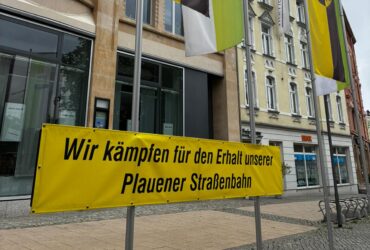 Wir kämpfen für den Erhalt unserer
Plauener Straßenbahn